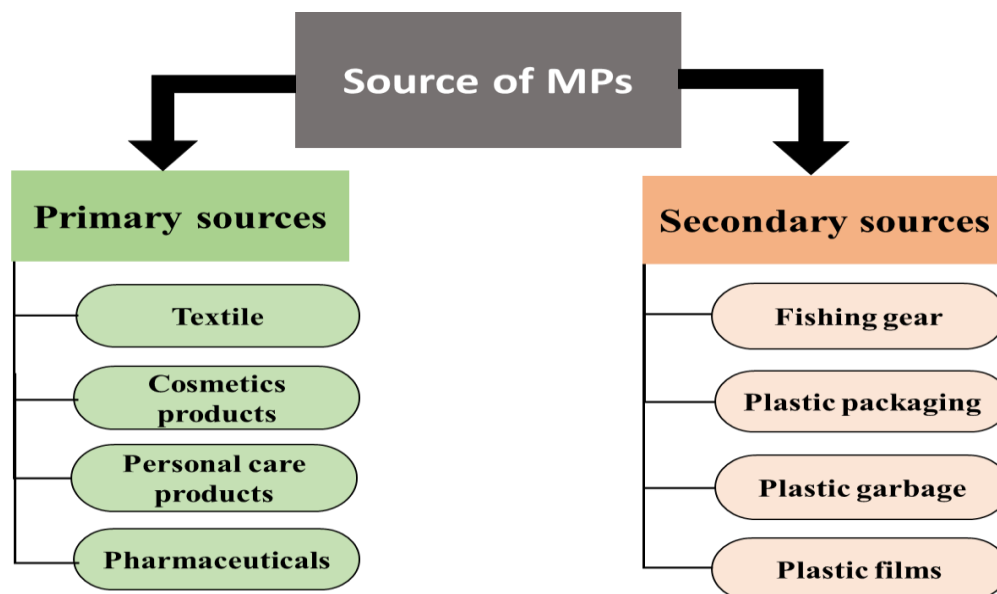 Source of MPs
Primary sources
Textile
Cosmetics
products
Personal care
products
Pharmaceuticals
Secondary sources
Fishing gear
Plastic packaging
Plastic garbage
Plastic films